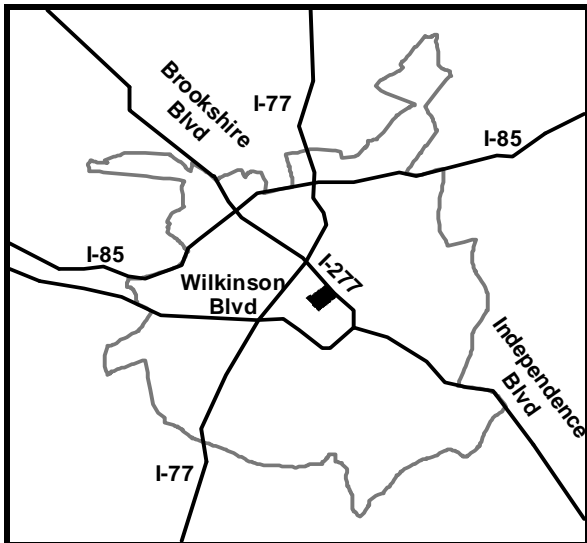 Brookshire
Blvd
I-77
I-85
I-85
Wilkinson
Blvd
I-277
Independence
Blvd
I-77